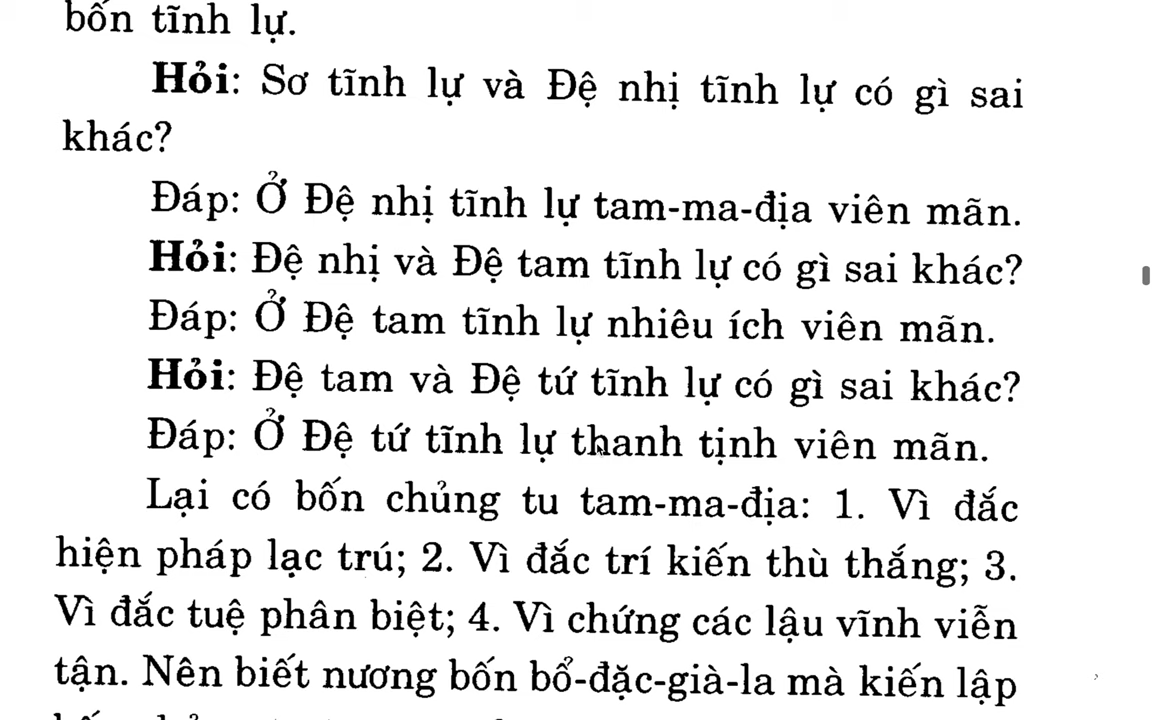 bốn tĩnh lự.
Hỏi: Sơ tĩnh lự và Đệ nhị tĩnh lự có gì sai
khác?
Đáp: Ở Đệ nhị tĩnh lự tam-ma-địa viên mãn.
Hỏi: Đệ nhị và Đệ tam tĩnh lự có gì sai khác?
Đáp: Ở Đệ tam tĩnh lự nhiêu ích viên mãn.
Hỏi: Đệ tam và Đệ tứ tĩnh lự có gì sai khác?
Đáp: Ở Đệ tứ tĩnh lự thanh tịnh viên mãn.
Lại có bốn chủng tu tam-ma-địa: 1. Vì đắc
hiện pháp lạc trú; 2. Vì đắc trí kiến thù thắng; 3.
Vì đắc tuệ phân biệt; 4. Vì chứng các lậu vĩnh viễn
tận. Nên biết nương bốn bổ-đặc-già-la mà kiến lập